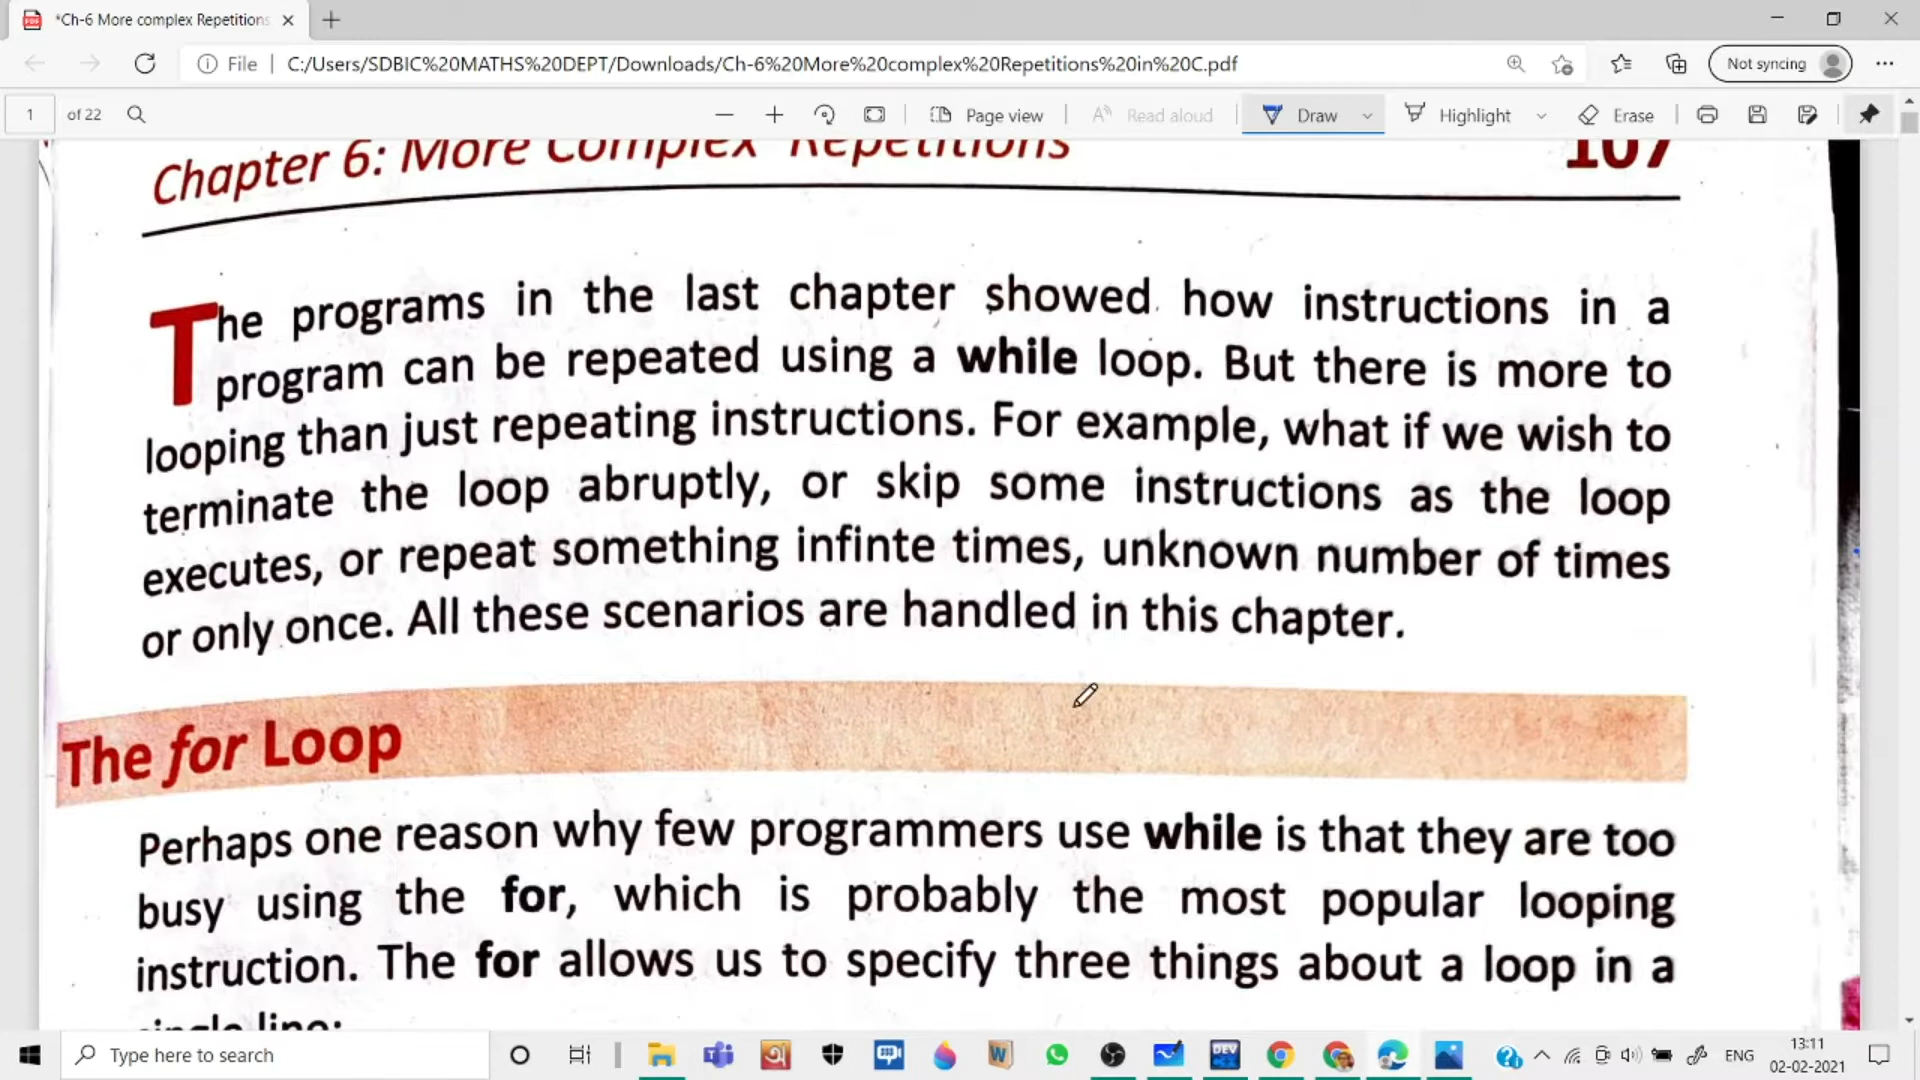 *Ch-6 More complex Repetitions
File
C:/Users/SDBIC%20MATHS%20DEPT/Downloads/Ch-6%20More%20complex%20Repetitions%20in%20C.pdf
Not syncing
1 of 22
Page view
Read aloud
Draw
Highlight
Erase
Chapter 6: More Complex Repetitions 107
The programs in the last chapter showed how instructions in a
program can be repeated using a while loop. But there is more to
looping than just repeating instructions. For example, what if we wish to
terminate the loop abruptly, or skip some instructions as the loop
executes, or repeat something infinte times, unknown number of times
or only once. All these scenarios are handled in this chapter.
The for Loop
Perhaps one reason why few programmers use while is that they are too
busy using the for, which is probably the most popular looping
instruction. The for allows us to specify three things about a loop in a
single line:
Type here to search
DEV
ENG
13:11
02-02-2021